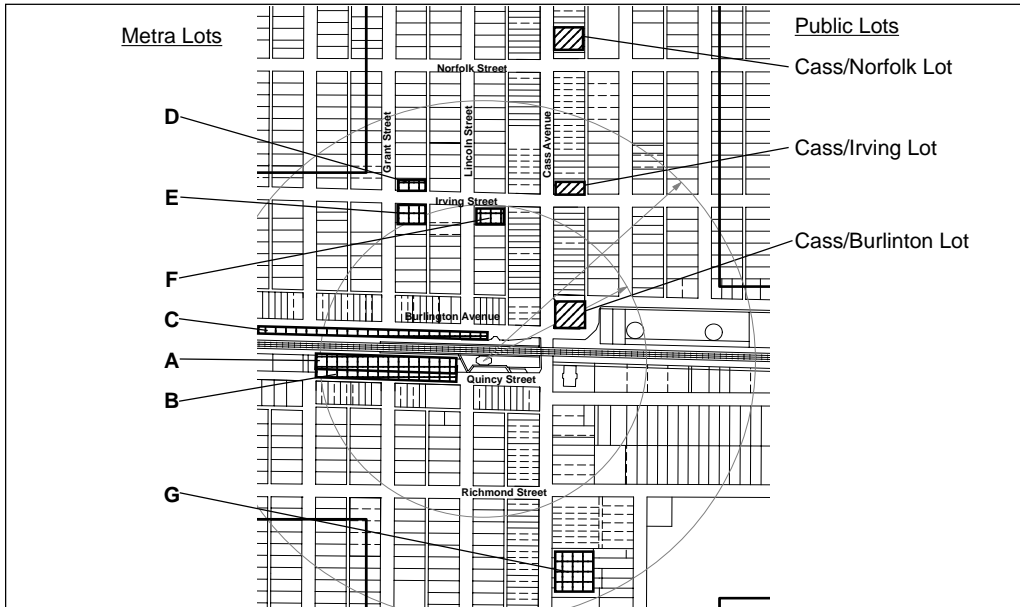 Metra Lots
Public Lots
Cass/Norfolk Lot
Norfolk Street
D
Grant Street
Lincoln Street
Cass Avenue
Cass/Irving Lot
E
Irving Street
F
Cass/Burlinton Lot
C
Burlington Avenue
A
Quincy Street
B
G
Richmond Street